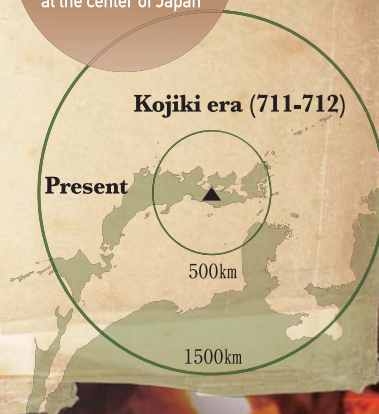 at the center of Japan
Kojiki era (711-712)
Present
500km
1500km